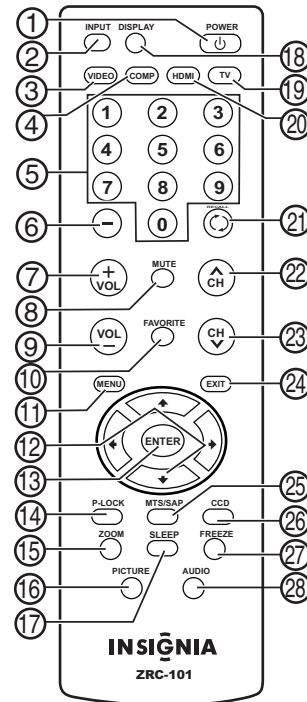 ① INPUT DISPLAY POWER
② ⑱
③ VIDEO COMP HDMI TV ⑲
④ ⑳
1 2 3
⑤ 4 5 6
7 8 9
RECALL
⑥ – 0 ㉑
⑦ + VOL MUTE CH ㉒
⑧
⑨ VOL – FAVORITE CH ㉓
⑩
⑪ MENU EXIT ㉔
⑫
⑬ ENTER
㉕
⑭ P-LOCK MTS/SAP CCD ㉖
⑮ ZOOM SLEEP FREEZE ㉗
⑯ PICTURE AUDIO ㉘
⑰
INSIGNIA
ZRC-101